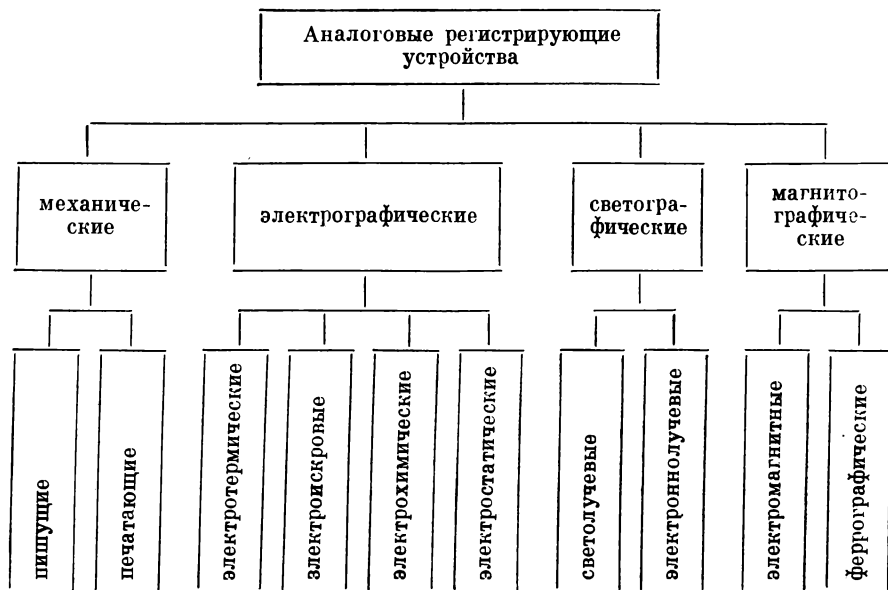 Аналоговые регистрирующие
устройства
механиче-
ские
электрографические
светогра-
фические
магнито-
графиче-
ские
пишущие
печатающие
электротермические
электроискровые
электрохимические
электростатические
светолучевые
электроннолучевые
электромагнитные
феррографические